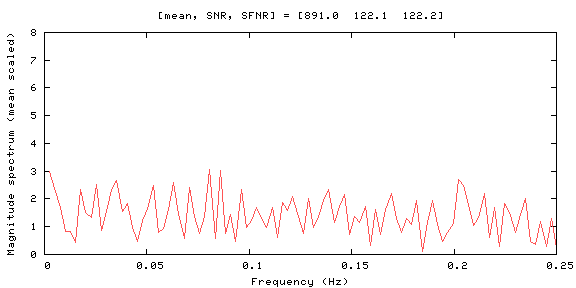 [mean, SNR, SFNR] = [891.0 122.1 122.2]
Magnitude spectrum (mean scaled)
8
7
6
5
4
3
2
1
0
0 0.05 0.1 0.15 0.2 0.25
Frequency (Hz)